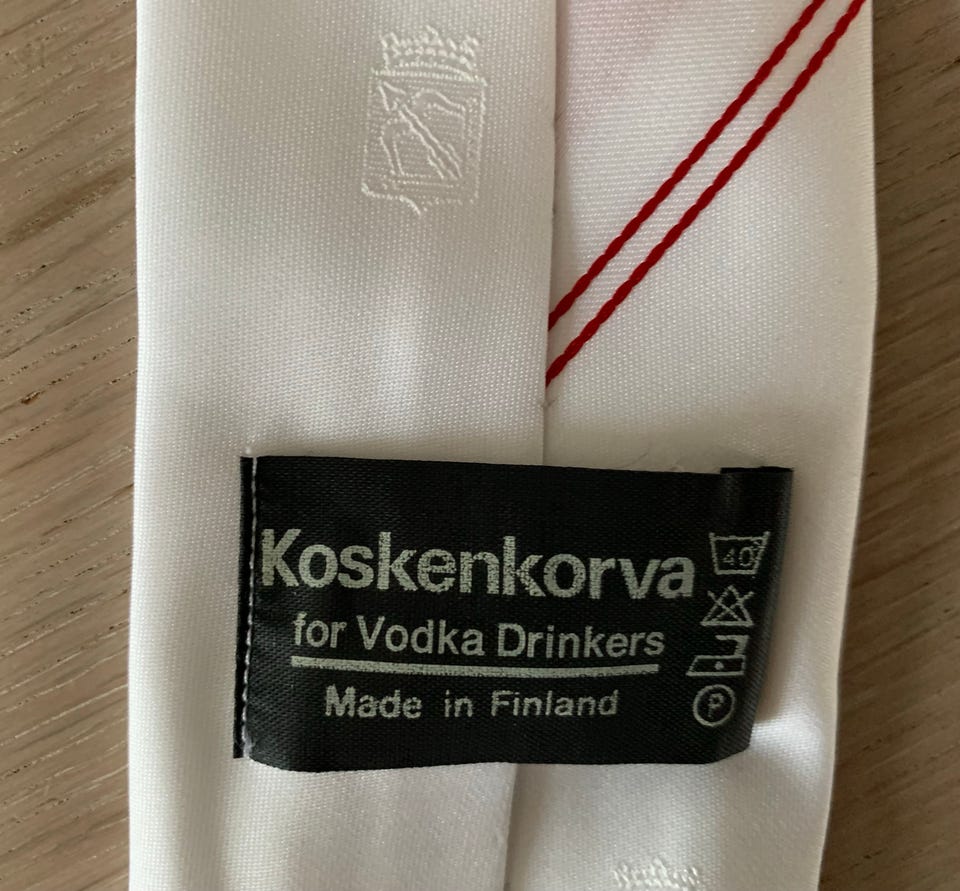 Koskenkorva
for Vodka Drinkers
Made in Finland
40
P